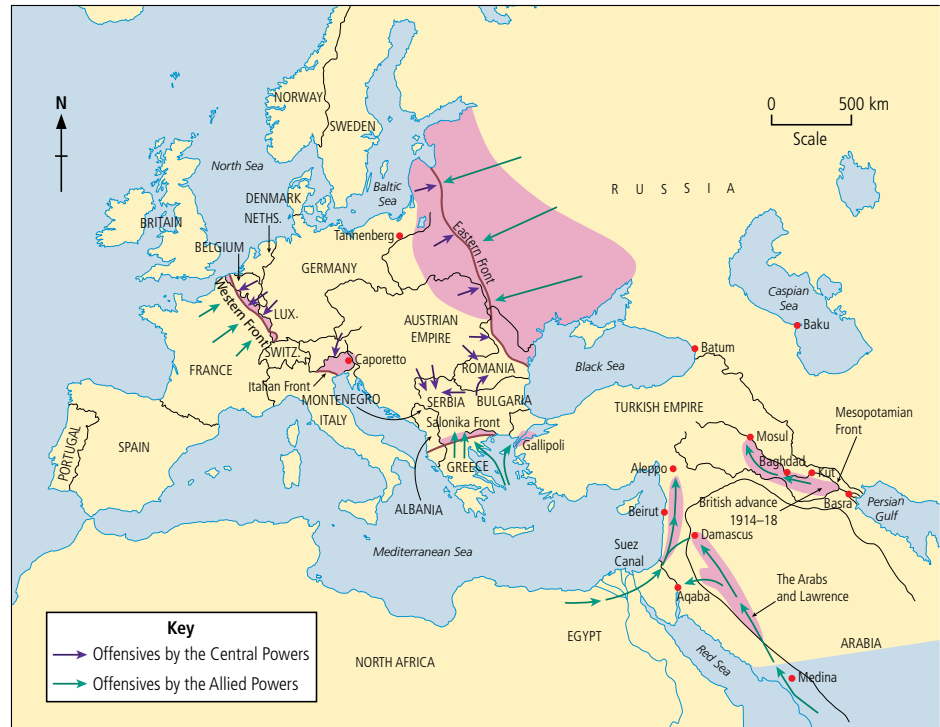 N
0 500 km
Scale
NORWAY
SWEDEN
North Sea
R U S S I A
Baltic
Sea
DENMARK
NETHS.
BRITAIN
Tannenberg
BELGIUM
Eastern Front
GERMANY
Caspian
Sea
Western Front
LUX.
AUSTRIAN
EMPIRE
Baku
SWITZ.
Caporetto
Batum
FRANCE
ROMANIA
Black Sea
Italian Front
MONTENEGRO
SERBIA
BULGARIA
TURKISH EMPIRE
Mesopotamian
Front
ITALY
Salonika Front
PORTUGAL
SPAIN
Gallipoli
Mosul
GREECE
Baghdad
Kut
Aleppo
British advance
1914–18
Basra
Persian
Gulf
ALBANIA
Beirut
Damascus
Mediterranean Sea
Suez
Canal
The Arabs
and Lawrence
Aqaba
EGYPT
ARABIA
Red Sea
NORTH AFRICA
Medina
Key
Offensives by the Central Powers
Offensives by the Allied Powers